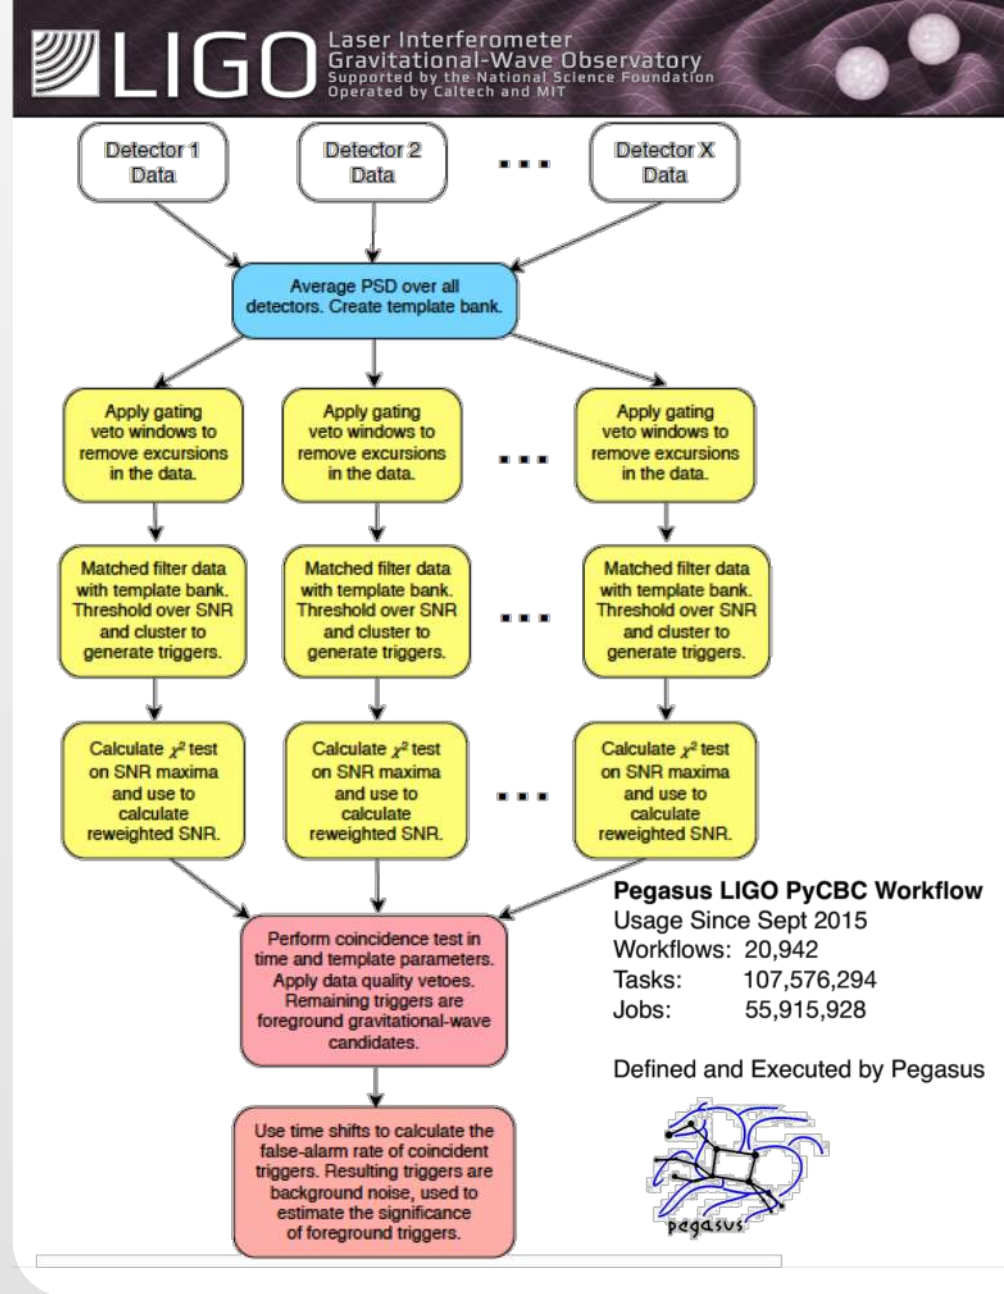 LIGO
Laser Interferometer
Gravitational-Wave Observatory
Supported by the National Science Foundation
Operated by Caltech and MIT
Detector 1
Data
Detector 2
Data
Detector X
Data
Average PSD over all
detectors. Create template bank.
Apply gating
veto windows to
remove excursions
in the data.
Apply gating
veto windows to
remove excursions
in the data.
Apply gating
veto windows to
remove excursions
in the data.
Matched filter data
with template bank.
Threshold over SNR
and cluster to
generate triggers.
Matched filter data
with template bank.
Threshold over SNR
and cluster to
generate triggers.
Matched filter data
with template bank.
Threshold over SNR
and cluster to
generate triggers.
Calculate χ² test
on SNR maxima
and use to
calculate
reweighted SNR.
Calculate χ² test
on SNR maxima
and use to
calculate
reweighted SNR.
Calculate χ² test
on SNR maxima
and use to
calculate
reweighted SNR.
Perform coincidence test in
time and template parameters.
Apply data quality vetoes.
Remaining triggers are
foreground gravitational-wave
candidates.
Use time shifts to calculate the
false-alarm rate of coincident
triggers. Resulting triggers are
background noise, used to
estimate the significance
of foreground triggers.
Pegasus LIGO PyCBC Workflow
Usage Since Sept 2015
Workflows: 20,942
Tasks: 107,576,294
Jobs: 55,915,928
Defined and Executed by Pegasus
pegasus